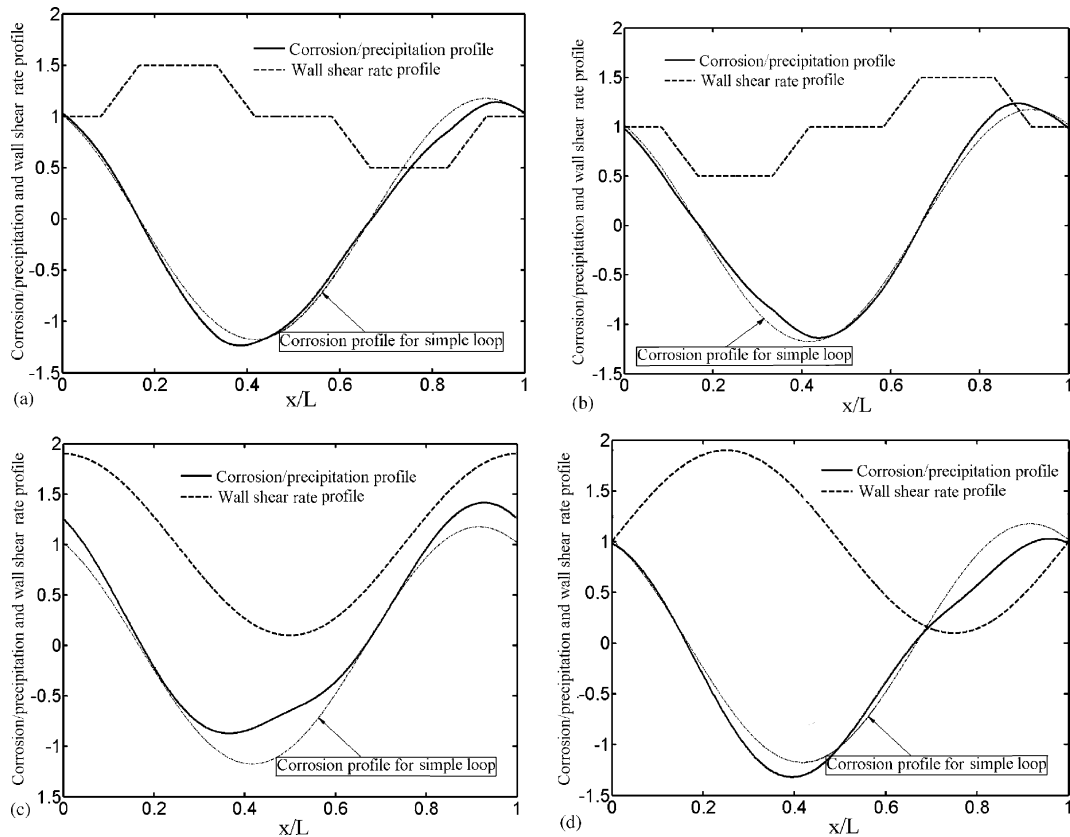 2
1.5
1
0.5
0
-0.5
-1
-1.5
0
0.2
0.4
0.6
0.8
1
x/L
Corrosion/precipitation and wall shear rate profile
Corrosion/precipitation profile
Wall shear rate profile
Corrosion profile for simple loop
(a)
2
1.5
1
0.5
0
-0.5
-1
-1.5
0
0.2
0.4
0.6
0.8
1
x/L
Corrosion/precipitation and wall shear rate profile
Corrosion/precipitation profile
Wall shear rate profile
Corrosion profile for simple loop
(b)
2
1.5
1
0.5
0
-0.5
-1
1.5
0
0.2
0.4
0.6
0.8
1
x/L
Corrosion/precipitation and wall shear rate profile
Corrosion/precipitation profile
Wall shear rate profile
Corrosion profile for simple loop
(c)
2
1.5
1
0.5
0
-0.5
-1
1.5
0
0.2
0.4
0.6
0.8
1
x/L
Corrosion/precipitation and wall shear rate profile
Corrosion/precipitation profile
Wall shear rate profile
Corrosion profile for simple loop
(d)